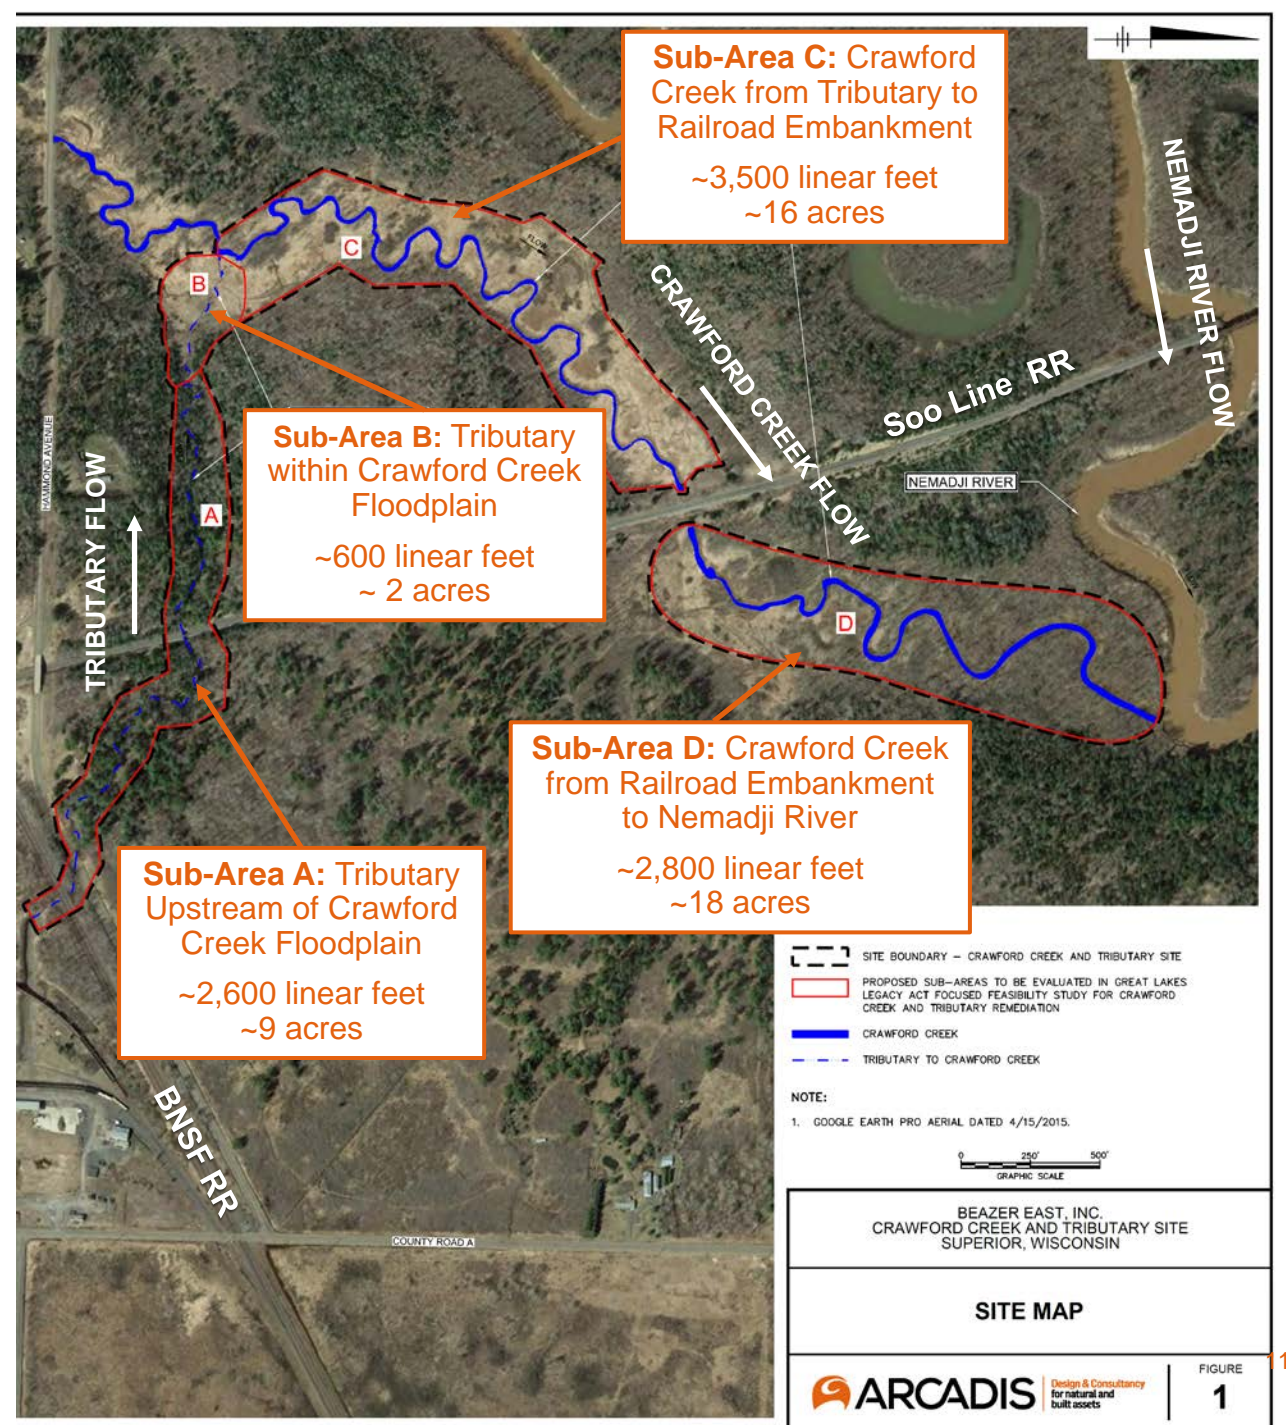 Sub-Area C: Crawford
Creek from Tributary to
Railroad Embankment
~3,500 linear feet
~16 acres
NEMADJI RIVER FLOW
C
FLOW
B
CRAWFORD CREEK FLOW
Soo Line RR
HAMMOND AVENUE
Sub-Area B: Tributary
within Crawford Creek
Floodplain
~600 linear feet
~ 2 acres
TRIBUTARY FLOW
A
NEMADJI RIVER
D
Sub-Area D: Crawford Creek
from Railroad Embankment
to Nemadji River
~2,800 linear feet
~18 acres
Sub-Area A: Tributary
Upstream of Crawford
Creek Floodplain
~2,600 linear feet
~9 acres
BNSF RR
COUNTY ROAD A
SITE BOUNDARY – CRAWFORD CREEK AND TRIBUTARY SITE
PROPOSED SUB–AREAS TO BE EVALUATED IN GREAT LAKES
LEGACY ACT FOCUSED FEASIBILITY STUDY FOR CRAWFORD
CREEK AND TRIBUTARY REMEDIATION
CRAWFORD CREEK
TRIBUTARY TO CRAWFORD CREEK
NOTE:
1. GOOGLE EARTH PRO AERIAL DATED 4/15/2015.
0 250' 500'
GRAPHIC SCALE
BEAZER EAST, INC.
CRAWFORD CREEK AND TRIBUTARY SITE
SUPERIOR, WISCONSIN
SITE MAP
11
ARCADIS
Design & Consultancy
for natural and
built assets
FIGURE
1